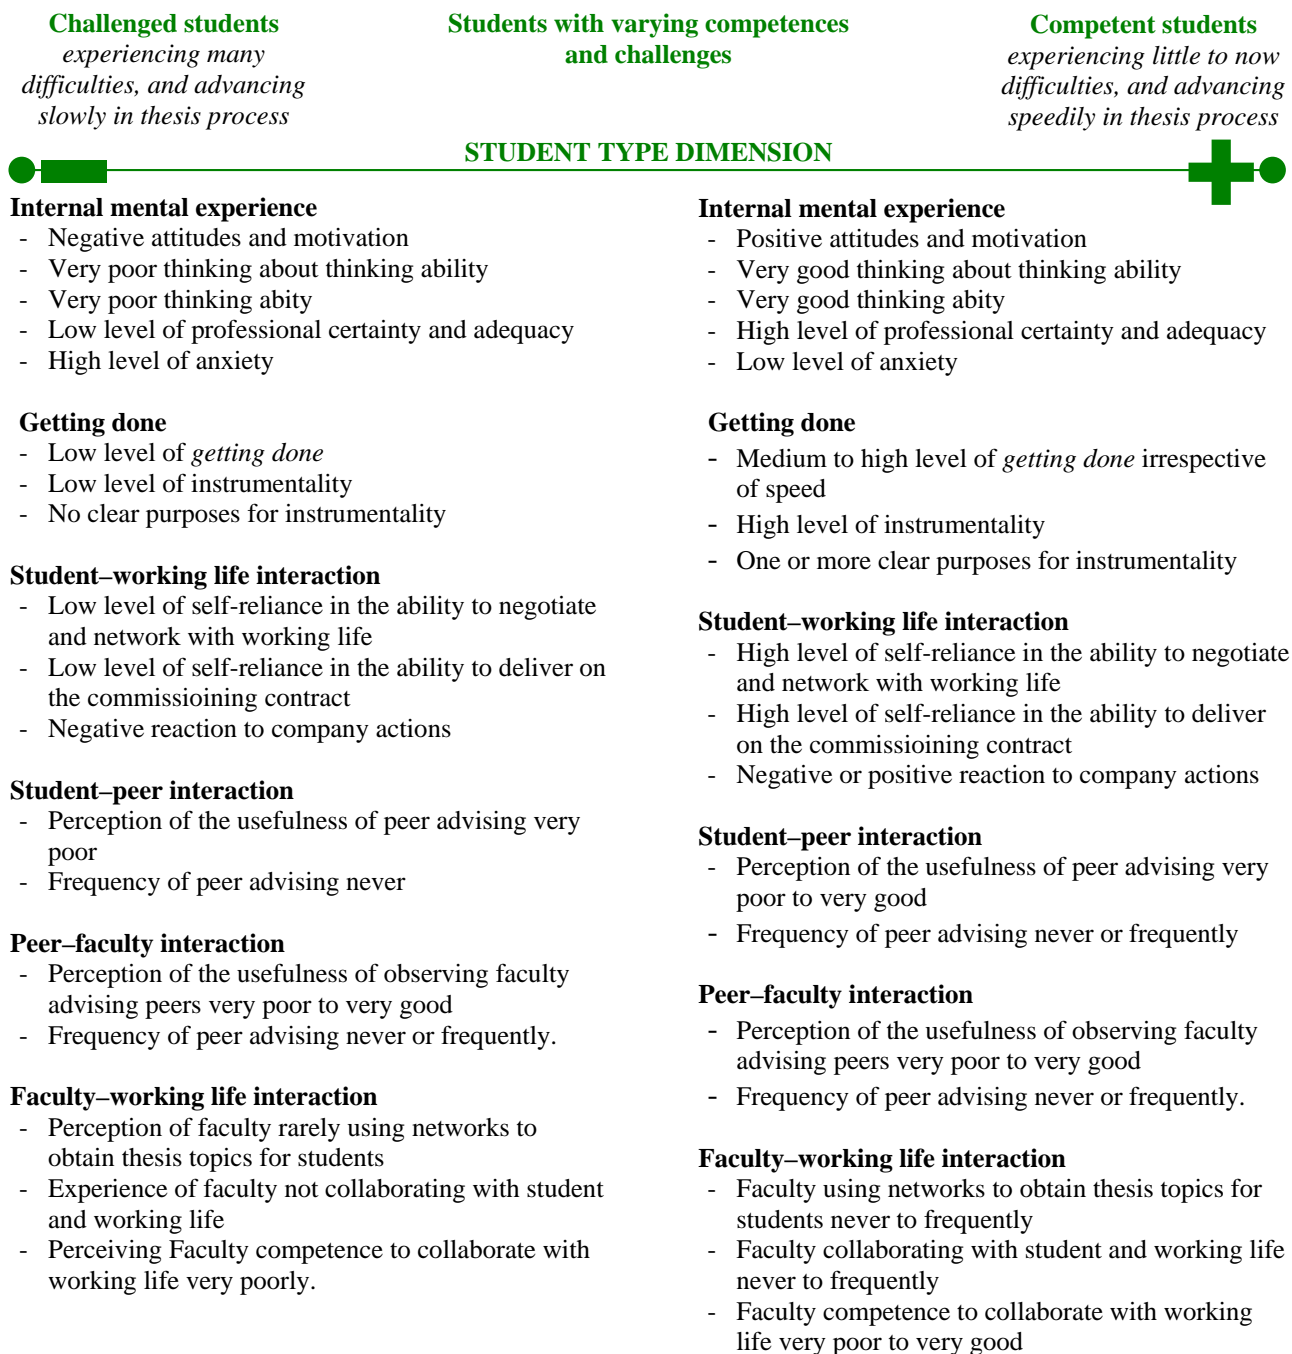 Challenged students
experiencing many
difficulties, and advancing
slowly in thesis process
Students with varying competences
and challenges
Competent students
experiencing little to now
difficulties, and advancing
speedily in thesis process
STUDENT TYPE DIMENSION
Internal mental experience
- Negative attitudes and motivation
- Very poor thinking about thinking ability
- Very poor thinking abity
- Low level of professional certainty and adequacy
- High level of anxiety
Getting done
- Low level of getting done
- Low level of instrumentality
- No clear purposes for instrumentality
Student–working life interaction
- Low level of self-reliance in the ability to negotiate
and network with working life
- Low level of self-reliance in the ability to deliver on
the commissioining contract
- Negative reaction to company actions
Student–peer interaction
- Perception of the usefulness of peer advising very
poor
- Frequency of peer advising never
Peer–faculty interaction
- Perception of the usefulness of observing faculty
advising peers very poor to very good
- Frequency of peer advising never or frequently.
Faculty–working life interaction
- Perception of faculty rarely using networks to
obtain thesis topics for students
- Experience of faculty not collaborating with student
and working life
- Perceiving Faculty competence to collaborate with
working life very poorly.
Internal mental experience
- Positive attitudes and motivation
- Very good thinking about thinking ability
- Very good thinking abity
- High level of professional certainty and adequacy
- Low level of anxiety
Getting done
- Medium to high level of getting done irrespective
of speed
- High level of instrumentality
- One or more clear purposes for instrumentality
Student–working life interaction
- High level of self-reliance in the ability to negotiate
and network with working life
- High level of self-reliance in the ability to deliver
on the commissioining contract
- Negative or positive reaction to company actions
Student–peer interaction
- Perception of the usefulness of peer advising very
poor to very good
- Frequency of peer advising never or frequently
Peer–faculty interaction
- Perception of the usefulness of observing faculty
advising peers very poor to very good
- Frequency of peer advising never or frequently.
Faculty–working life interaction
- Faculty using networks to obtain thesis topics for
students never to frequently
- Faculty collaborating with student and working life
never to frequently
- Faculty competence to collaborate with working
life very poor to very good